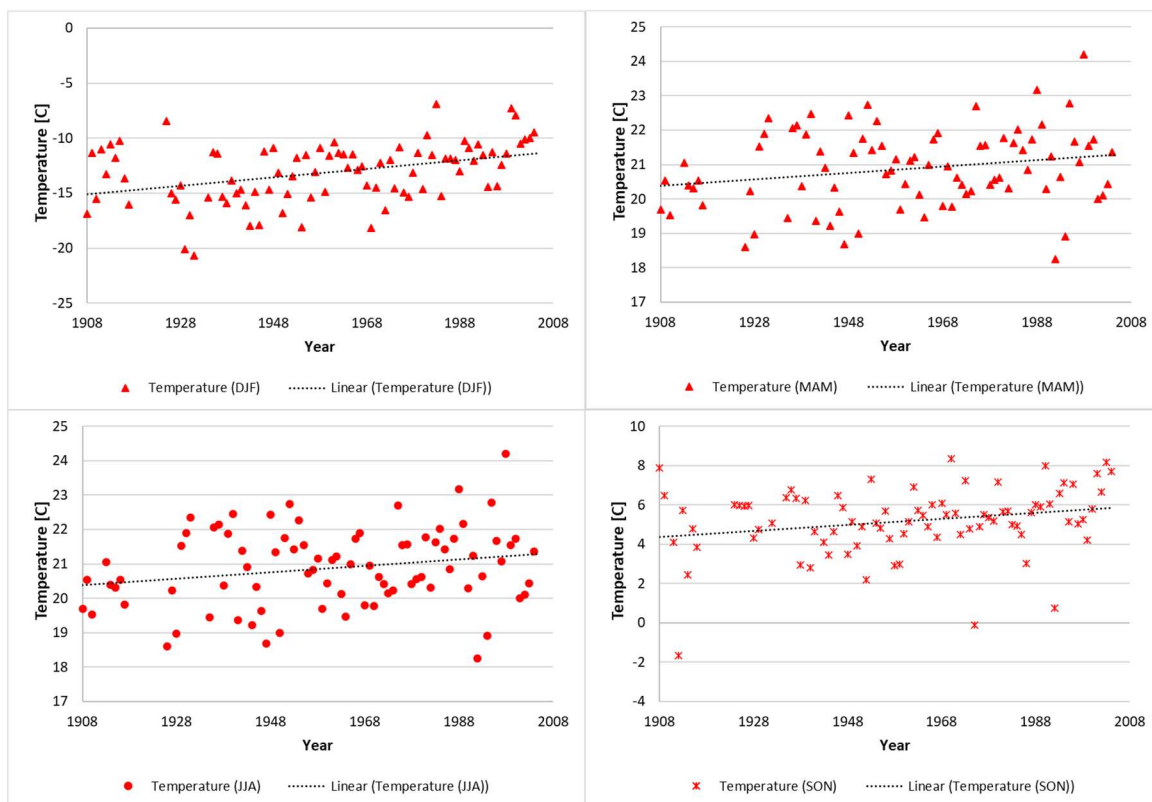 0
-5
-10
-15
-20
-25
Temperature [C]
1908 1928 1948 1968 1988 2008
Year
Temperature (DJF) Linear (Temperature (DJF))
25
24
23
22
21
20
19
18
17
Temperature [C]
1908 1928 1948 1968 1988 2008
Year
Temperature (MAM) Linear (Temperature (MAM))
25
24
23
22
21
20
19
18
17
Temperature [C]
1908 1928 1948 1968 1988 2008
Year
Temperature (JJA) Linear (Temperature (JJA))
10
8
6
4
2
0
-2
-4
Temperature [C]
1908 1928 1948 1968 1988 2008
Year
Temperature (SON) Linear (Temperature (SON))